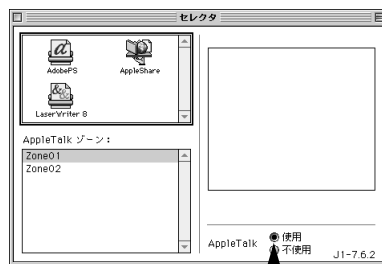 セレクタ
AdobePS
AppleShare
LaserWriter 8
AppleTalk ゾーン：
Zone01
Zone02
AppleTalk
使用
不使用
J1-7.6.2